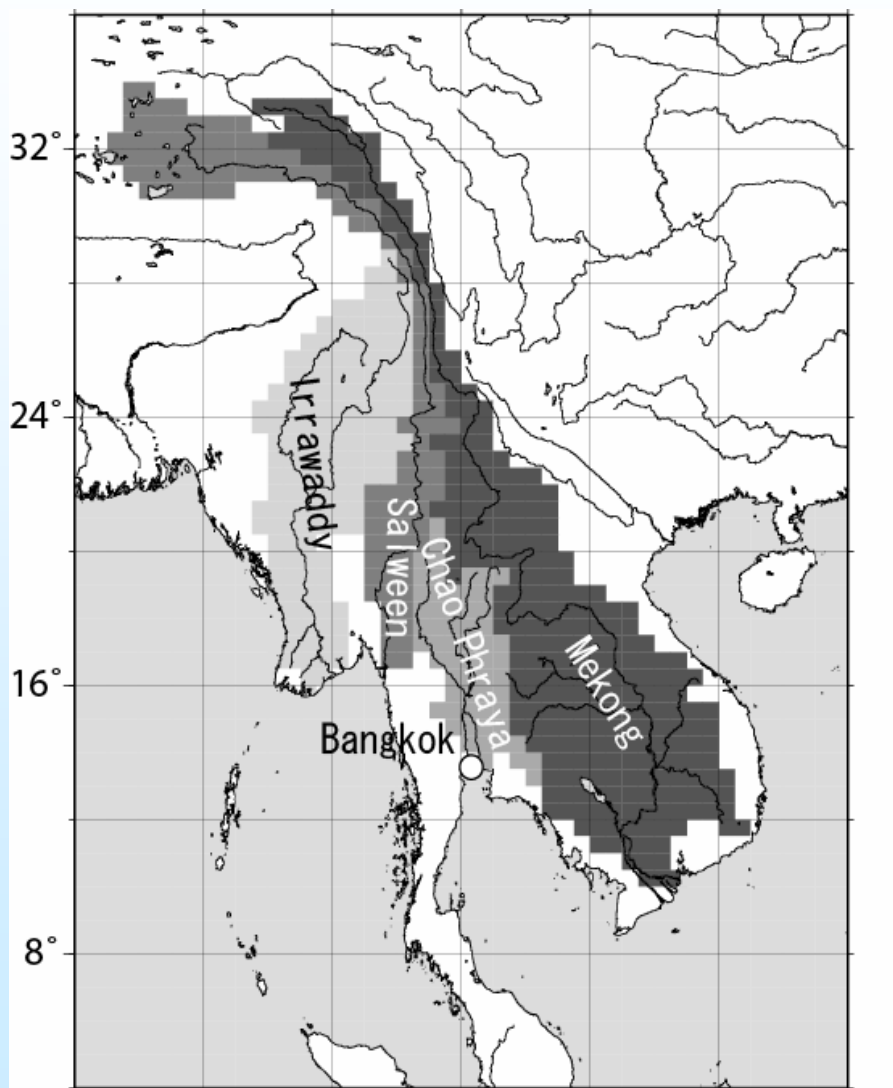 32°
24°
Irrawaddy
Salween
Chao Phraya
16°
Mekong
Bangkok
8°